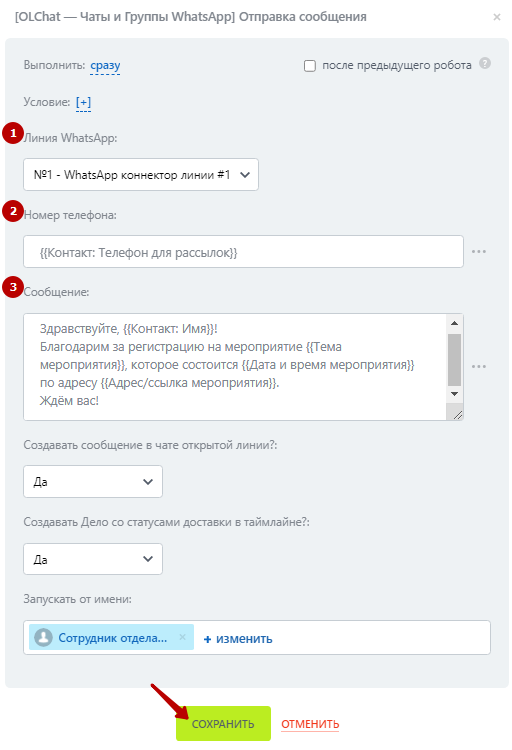 [OLChat — Чаты и Группы WhatsApp] Отправка сообщения ×
Выполнить: сразу после предыдущего робота ?
Условие: [+]
1 Линия WhatsApp:
№1 - WhatsApp коннектор линии #1
2 Номер телефона:
{{Контакт: Телефон для рассылок}} ...
3 Сообщение:
Здравствуйте, {{Контакт: Имя}}!
Благодарим за регистрацию на мероприятие {{Тема
мероприятия}}, которое состоится {{Дата и время мероприятия}} ...
по адресу {{Адрес/ссылка мероприятия}}.
Ждём вас!
Создавать сообщение в чате открытой линии?:
Да
Создавать Дело со статусами доставки в таймлайне?:
Да
Запускать от имени:
Сотрудник отдела... × + изменить
СОХРАНИТЬ ОТМЕНИТЬ